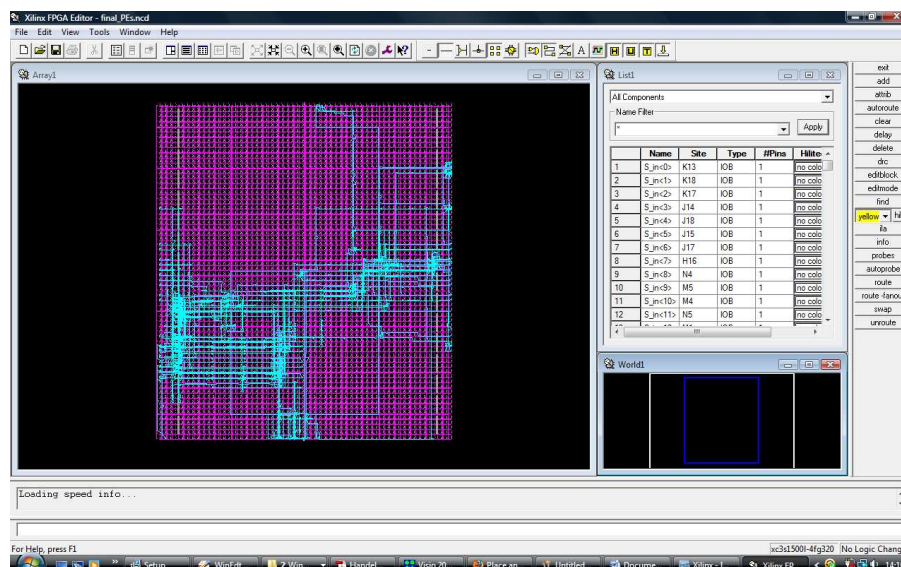 Xilinx FPGA Editor - final_PEs.ncd
File Edit View Tools Window Help
Array1
List1
All Components
Name Filter
*
Apply
Name Site Type #Pins Hilite
1 S_in<0> K13 IOB 1 no colo
2 S_in<1> K18 IOB 1 no colo
3 S_in<2> K17 IOB 1 no colo
4 S_in<3> J14 IOB 1 no colo
5 S_in<4> J18 IOB 1 no colo
6 S_in<5> J15 IOB 1 no colo
7 S_in<6> J17 IOB 1 no colo
8 S_in<7> H16 IOB 1 no colo
9 S_in<8> N4 IOB 1 no colo
10 S_in<9> M5 IOB 1 no colo
11 S_in<10> M4 IOB 1 no colo
12 S_in<11> N5 IOB 1 no colo
World1
exit
add
attrib
autoroute
clear
delay
delete
drc
editblock
editmode
find
yellow hil
ila
info
probes
autoprobe
route
route -fanou
swap
unroute
Loading speed info...
For Help, press F1
xc3s1500l-4fg320 No Logic Chang
Setup WinEdt 2 Win Handel Visio 20 Place an Untitled Docume Xilinx - I Xilinx FP 14:1